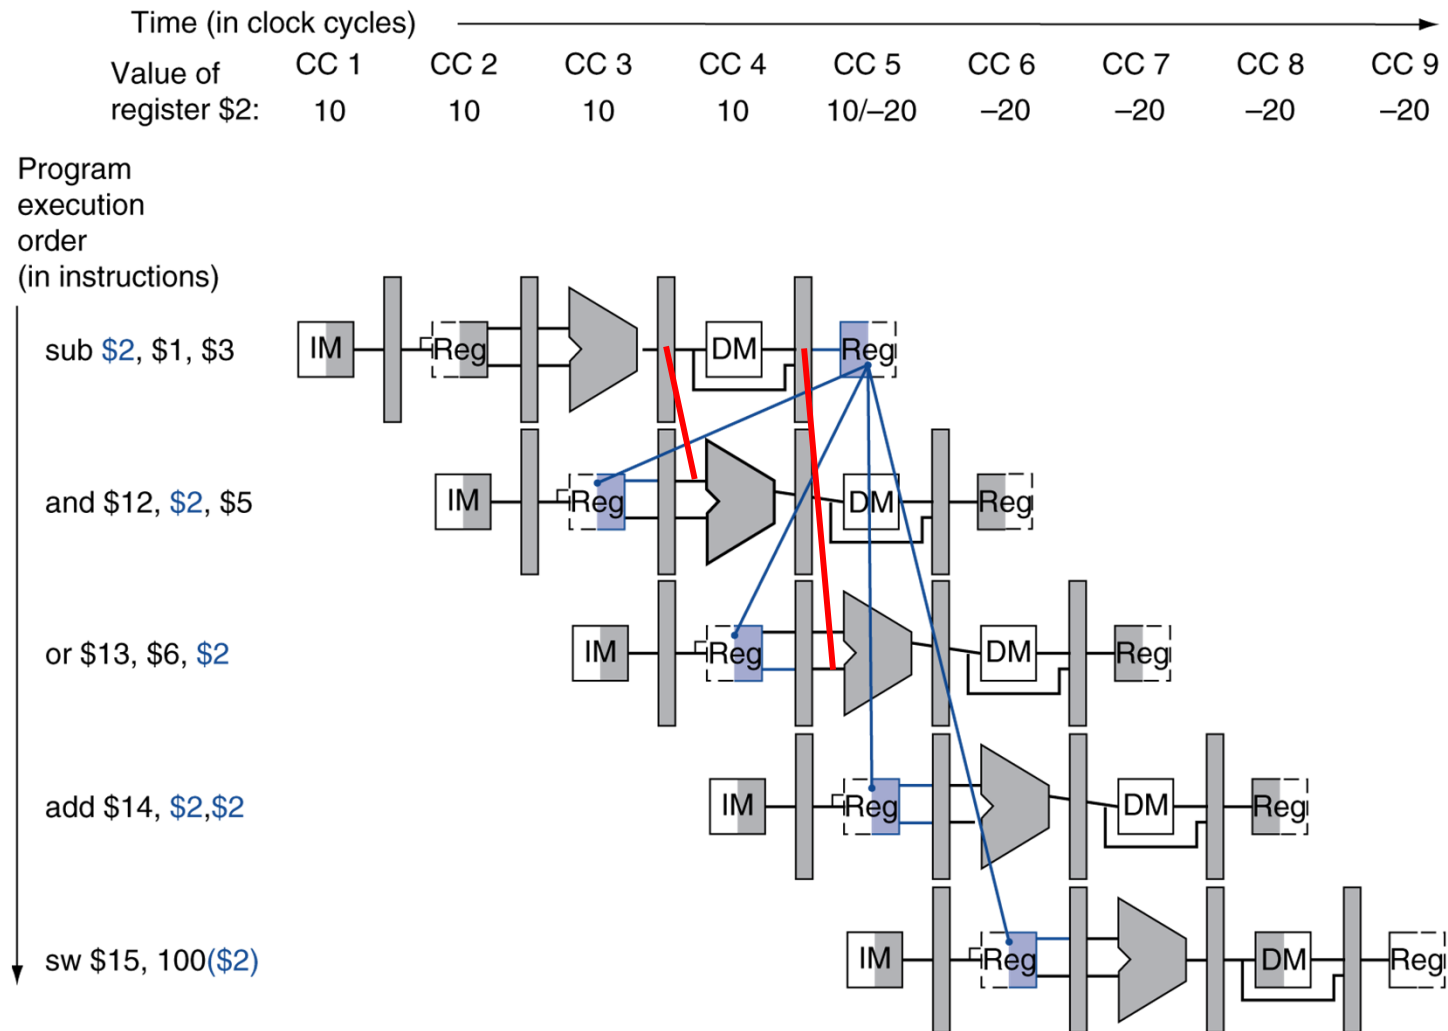 Time (in clock cycles)
Value of register $2:
CC 1 CC 2 CC 3 CC 4 CC 5 CC 6 CC 7 CC 8 CC 9
10 10 10 10 10/–20 –20 –20 –20 –20
Program
execution
order
(in instructions)
sub $2, $1, $3
IM Reg DM Reg
and $12, $2, $5
IM Reg DM Reg
or $13, $6, $2
IM Reg DM Reg
add $14, $2,$2
IM Reg DM Reg
sw $15, 100($2)
IM Reg DM Reg